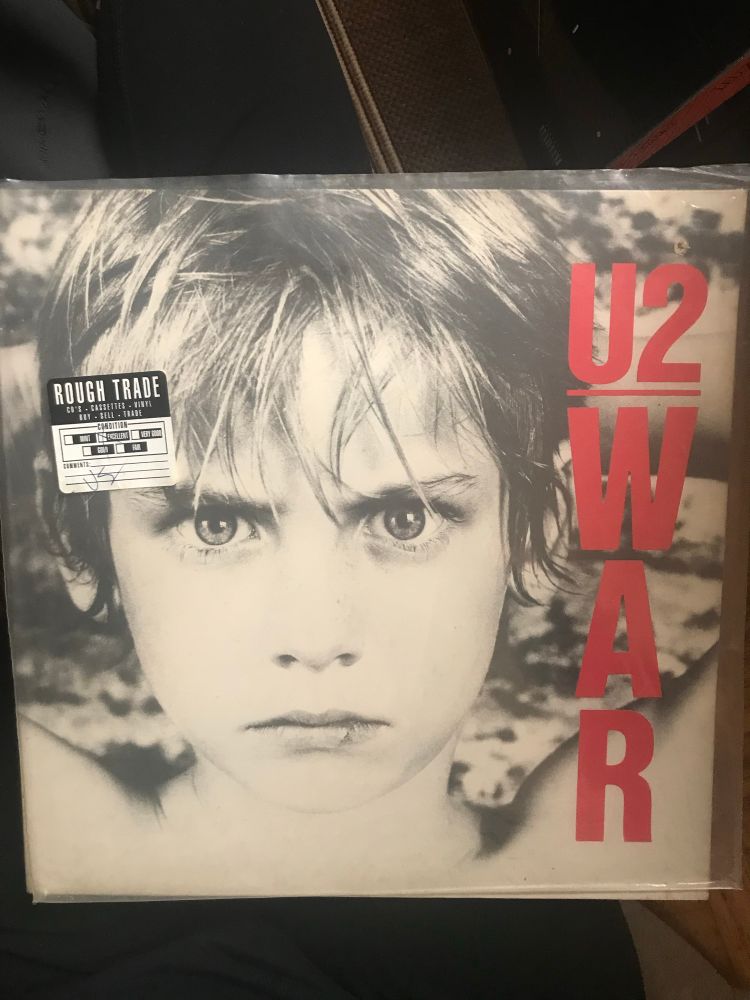 U2
WAR
ROUGH TRADE
CD'S - CASSETTES - VINYL
BUY - SELL - TRADE
CONDITION
MINT EXCELLENT VERY GOOD
GOOD FAIR
COMMENTS: